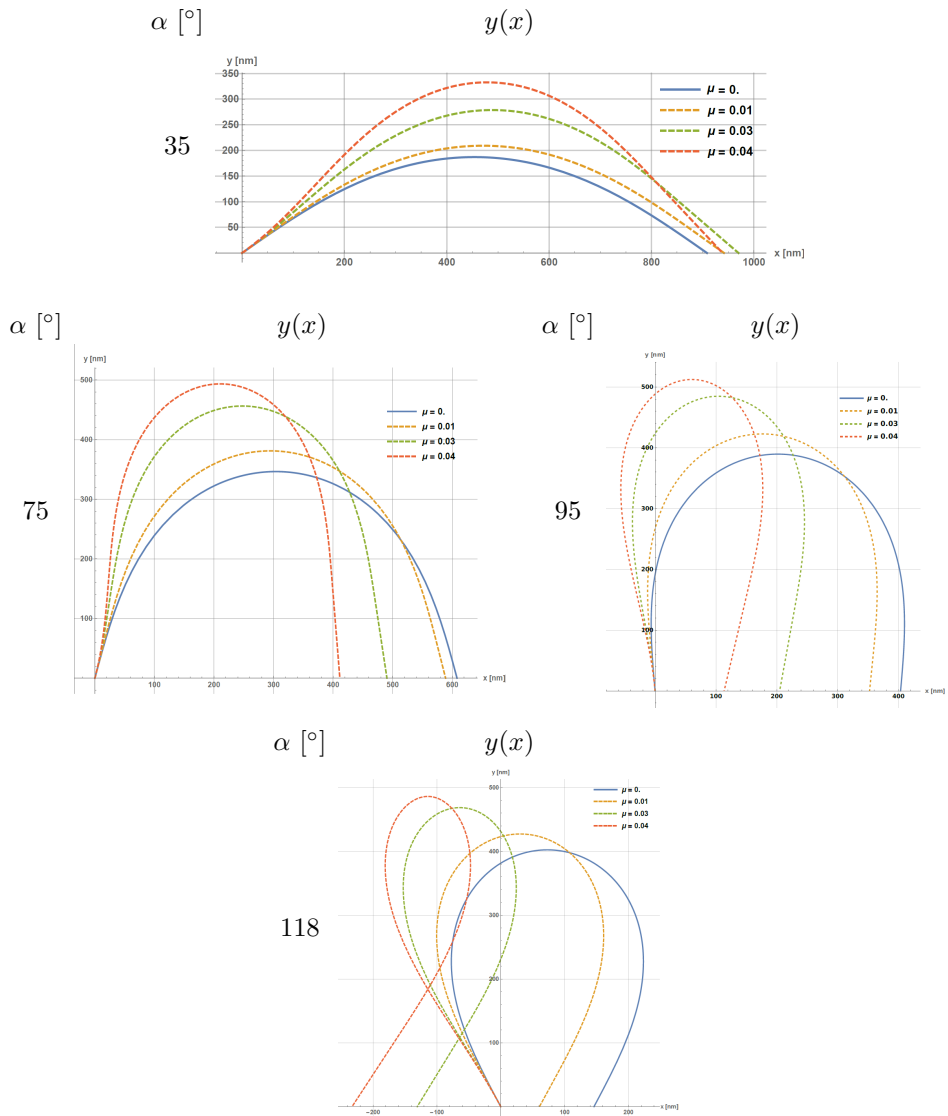 α [°] y(x)
y [nm]
350
300
250
200
150
100
50
200 400 600 800 1000
x [nm]
μ = 0.
μ = 0.01
μ = 0.03
μ = 0.04
35
α [°] y(x)
y [nm]
500
400
300
200
100
100 200 300 400 500 600
x [nm]
μ = 0.
μ = 0.01
μ = 0.03
μ = 0.04
75
α [°] y(x)
y [nm]
500
400
300
200
100
100 200 300 400
x [nm]
μ = 0.
μ = 0.01
μ = 0.03
μ = 0.04
95
α [°] y(x)
y [nm]
500
400
300
200
100
-200 -100 100 200
x [nm]
μ = 0.
μ = 0.01
μ = 0.03
μ = 0.04
118